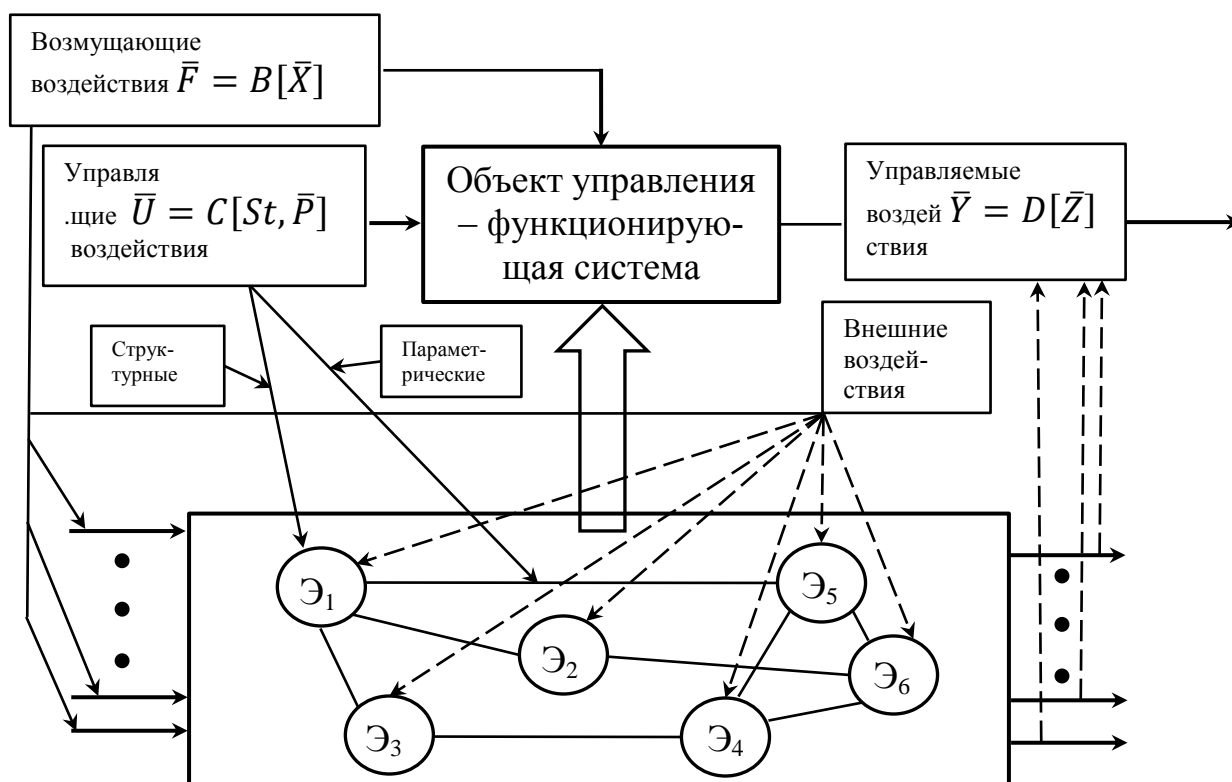 Возмущающие
воздействия F̄ = B[X̄]
Управля
.щие Ū = C[St, P̄]
воздействия
Объект управления
– функционирую-
щая система
Управляемые
воздей Ȳ = D[Z̄]
ствия
Струк-
турные
Парамет-
рические
Внешние
воздей-
ствия
Э₁
Э₅
Э₂
Э₆
Э₃
Э₄